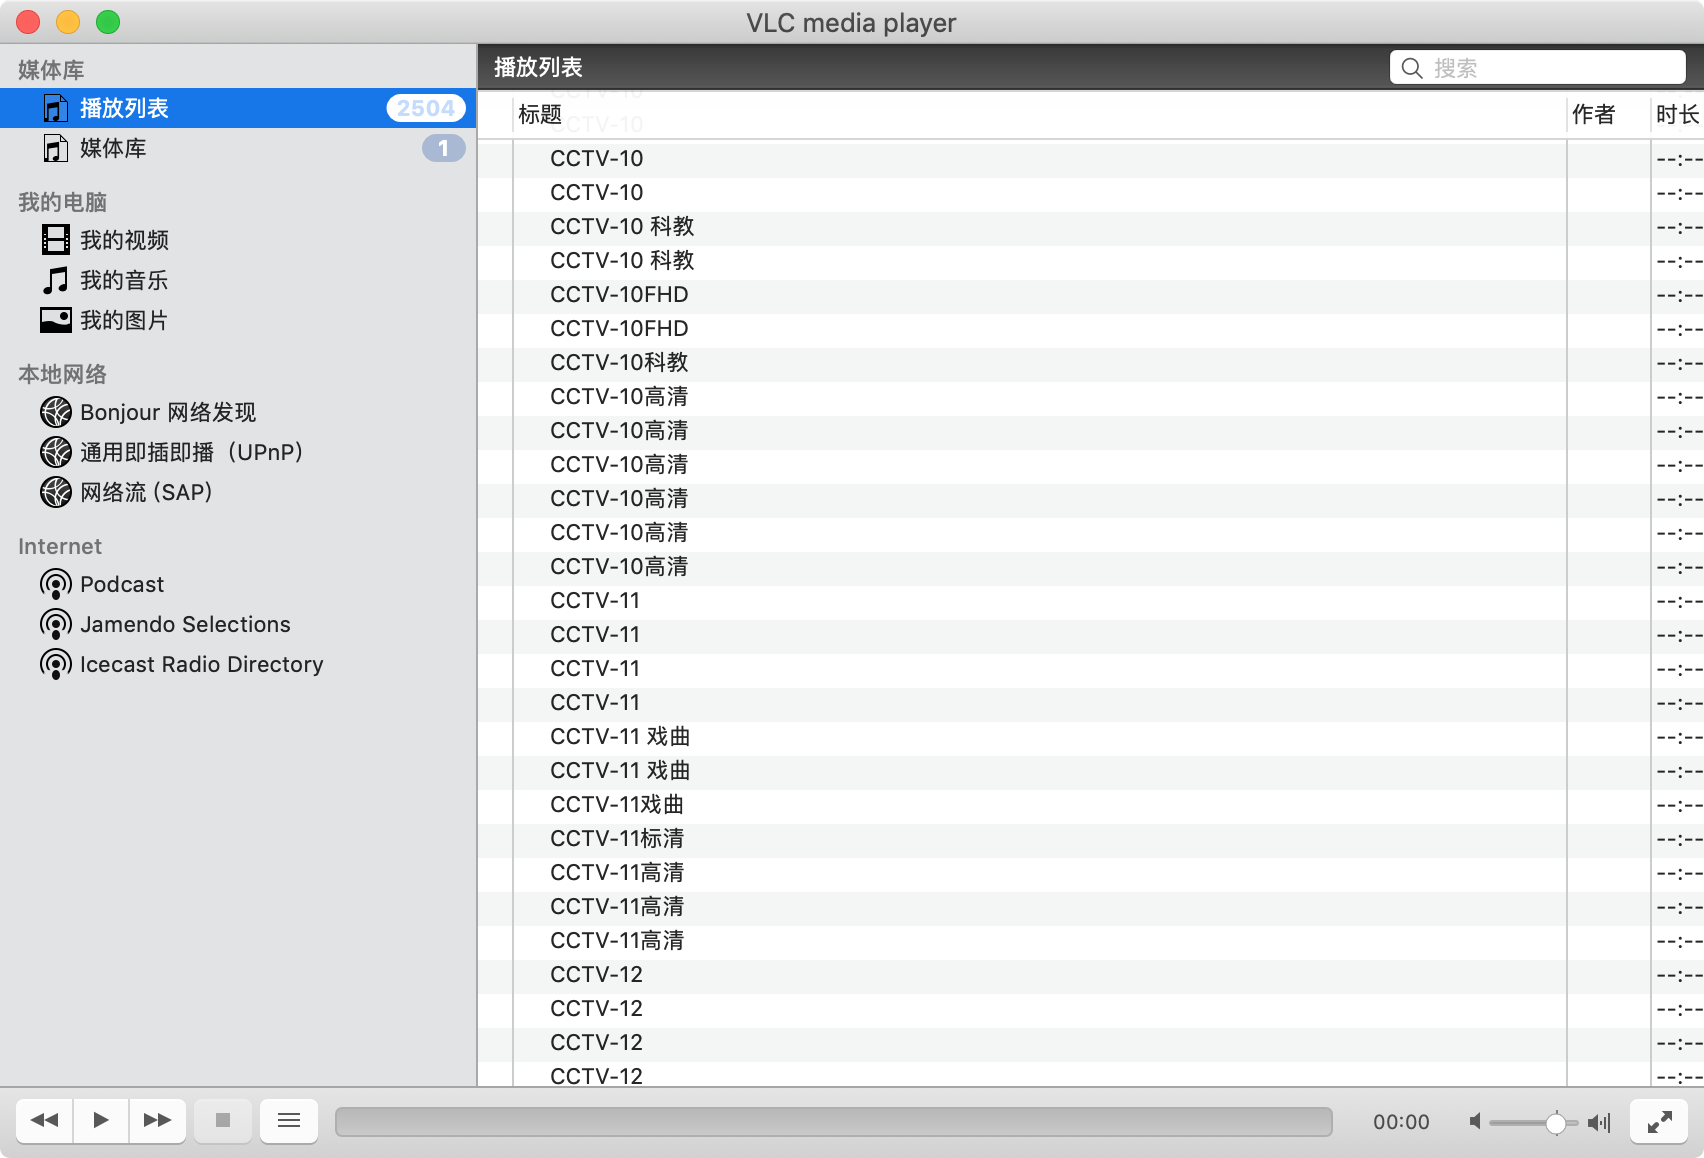 VLC media player
媒体库
播放列表 2504
媒体库 1
我的电脑
我的视频
我的音乐
我的图片
本地网络
Bonjour 网络发现
通用即插即播（UPnP）
网络流 (SAP)
Internet
Podcast
Jamendo Selections
Icecast Radio Directory
播放列表
搜索
标题 作者 时长
CCTV-10
CCTV-10 --:--
CCTV-10 --:--
CCTV-10 科教 --:--
CCTV-10 科教 --:--
CCTV-10FHD --:--
CCTV-10FHD --:--
CCTV-10科教 --:--
CCTV-10高清 --:--
CCTV-10高清 --:--
CCTV-10高清 --:--
CCTV-10高清 --:--
CCTV-10高清 --:--
CCTV-10高清 --:--
CCTV-11 --:--
CCTV-11 --:--
CCTV-11 --:--
CCTV-11 --:--
CCTV-11 戏曲 --:--
CCTV-11 戏曲 --:--
CCTV-11戏曲 --:--
CCTV-11标清 --:--
CCTV-11高清 --:--
CCTV-11高清 --:--
CCTV-11高清 --:--
CCTV-12 --:--
CCTV-12 --:--
CCTV-12 --:--
CCTV-12 --:--
00:00